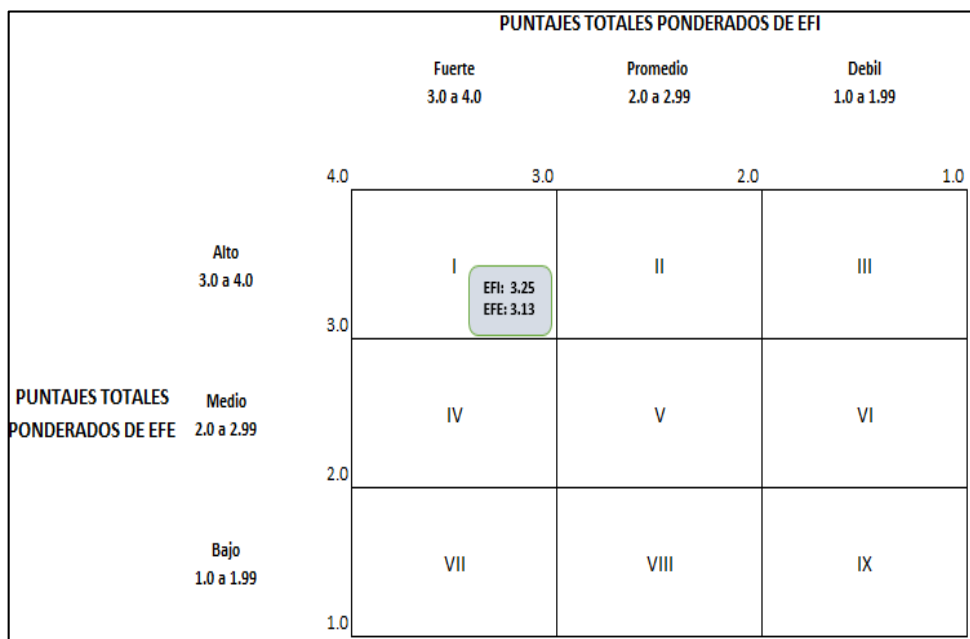 PUNTAJES TOTALES PONDERADOS DE EFI
Fuerte Promedio Debil
3.0 a 4.0 2.0 a 2.99 1.0 a 1.99
4.0 3.0 2.0 1.0
Alto
3.0 a 4.0
I II III
EFI: 3.25
EFE: 3.13
3.0
PUNTAJES TOTALES
PONDERADOS DE EFE
Medio
2.0 a 2.99
IV V VI
2.0
Bajo
1.0 a 1.99
VII VIII IX
1.0